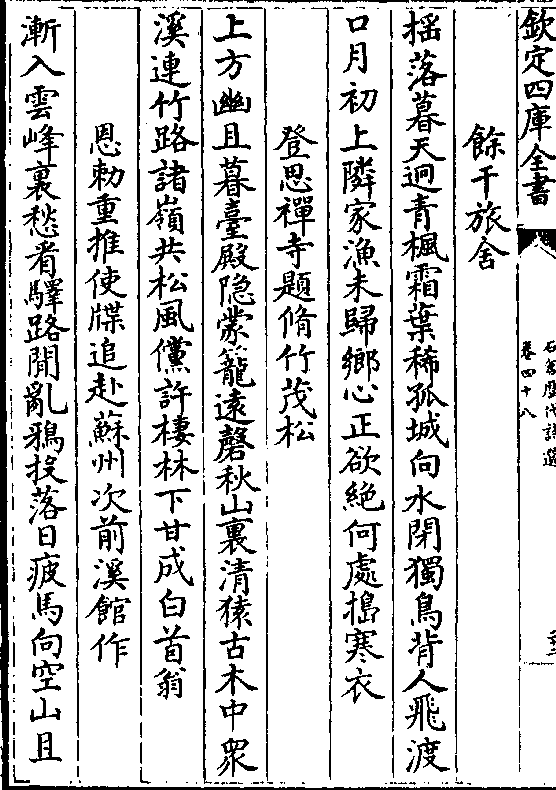 欽定四庫全書
石倉歴代詩選
卷四十八
餘干旅舍
揺落暮天迥青楓霜葉稀孤城向水閉獨鳥背人飛渡
口月初上隣家漁未歸鄉心正欲絶何處搗寒衣
登思禪寺題脩竹茂松
上方幽且暮臺殿隐蒙籠遠磬秋山裏清猿古木中衆
溪連竹路諸嶺共松風儻許棲林下甘成白首翁
恩勅重推使牒追赴蘇州次前溪館作
漸入雲峰裏愁看驛路閒亂鴉投落日疲馬向空山且